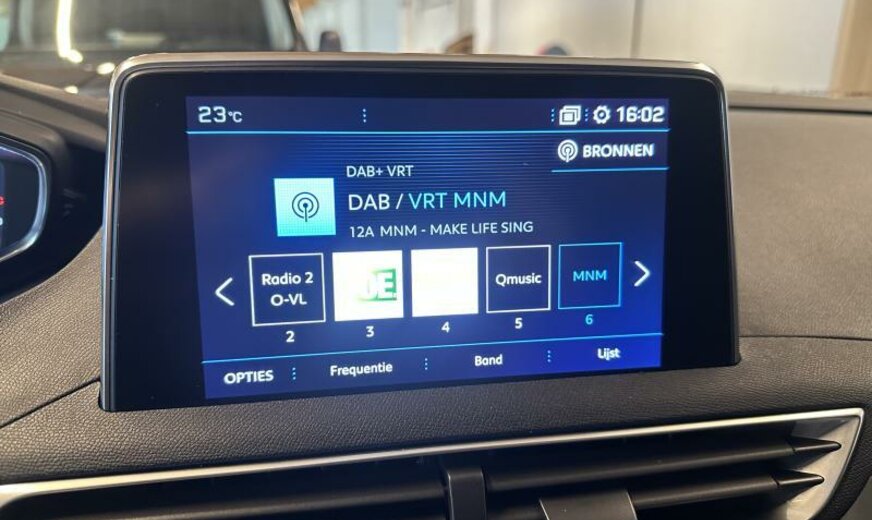 23°C
16:02
BRONNEN
DAB+ VRT
DAB / VRT MNM
12A MNM - MAKE LIFE SING
Radio 2
O-VL
Qmusic
MNM
2
3
4
5
6
OPTIES
Frequentie
Band
Lijst